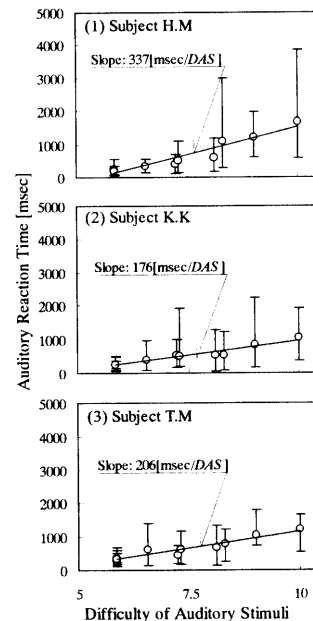 (1) Subject H.M
5000
4000
Slope: 337[msec/DAS]
3000
2000
1000
0
(2) Subject K.K
5000
4000
3000
Slope: 176[msec/DAS]
2000
1000
0
(3) Subject T.M
5000
4000
Slope: 206[msec/DAS]
3000
2000
1000
0
5 7.5 10
Auditory Reaction Time [msec]
Difficulty of Auditory Stimuli